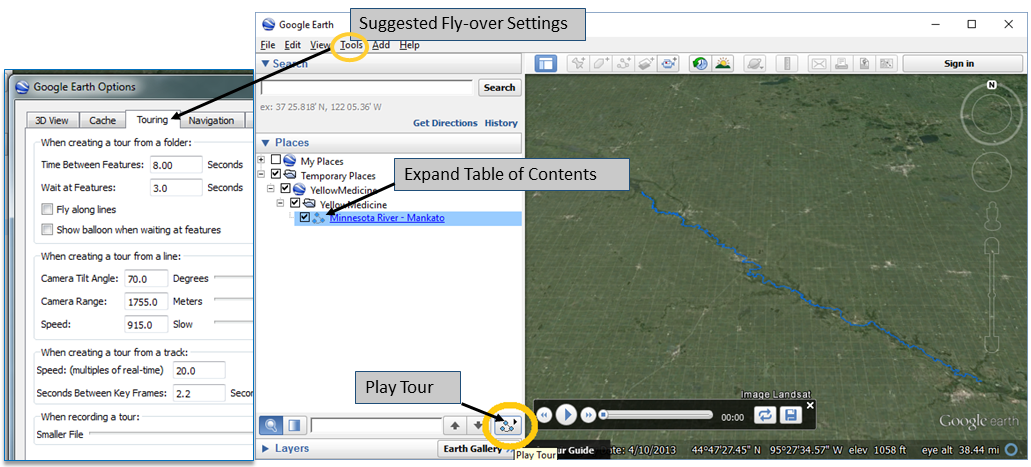 Suggested Fly-over Settings
Google Earth
File Edit View Tools Add Help
Search
Search
ex: 37 25.818' N, 122 05.36' W
Get Directions History
Places
My Places
Temporary Places
YellowMedicine
YellowMedicine
Minnesota River - Mankato
Expand Table of Contents
Play Tour
Layers
Earth Gallery
Play Tour
Sign in
N
00:00
Image Landsat
Google earth
Tour Guide
date: 4/10/2013 44°47'27.45" N 95°27'34.57" W elev 1058 ft eye alt 38.44 mi
Google Earth Options
3D View Cache Touring Navigation
When creating a tour from a folder:
Time Between Features: 8.00 Seconds
Wait at Features: 3.0 Seconds
Fly along lines
Show balloon when waiting at features
When creating a tour from a line:
Camera Tilt Angle: 70.0 Degrees
Camera Range: 1755.0 Meters
Speed: 915.0 Slow
When creating a tour from a track:
Speed: (multiples of real-time) 20.0
Seconds Between Key Frames: 2.2 Secon
When recording a tour:
Smaller File